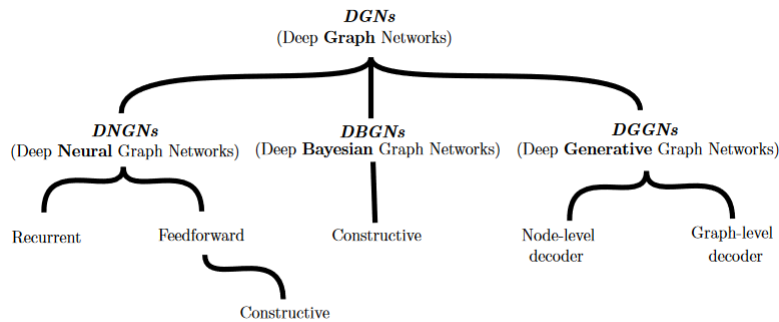 DGNs
(Deep Graph Networks)
DNGNs
(Deep Neural Graph Networks)
DBGNs
(Deep Bayesian Graph Networks)
DGGNs
(Deep Generative Graph Networks)
Recurrent
Feedforward
Constructive
Constructive
Node-level
decoder
Graph-level
decoder